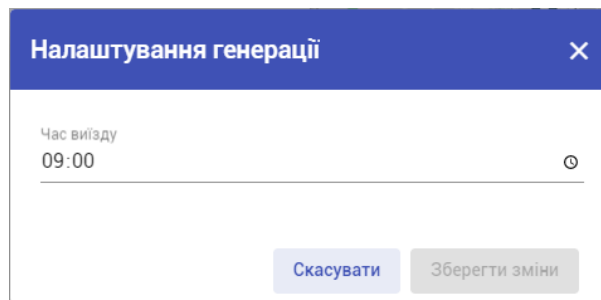 Налаштування генерації
Час виїзду
09:00
Скасувати
Зберегти зміни